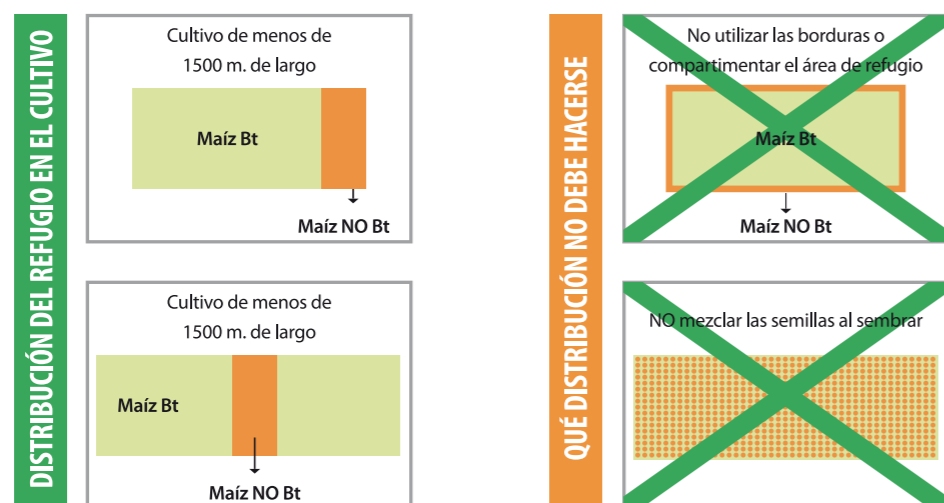 DISTRIBUCIÓN DEL REFUGIO EN EL CULTIVO
Cultivo de menos de
1500 m. de largo
Maíz Bt
Maíz NO Bt
Cultivo de menos de
1500 m. de largo
Maíz Bt
Maíz NO Bt
QUÉ DISTRIBUCIÓN NO DEBE HACERSE
No utilizar las borduras o
compartimentar el área de refugio
Maíz Bt
Maíz NO Bt
NO mezclar las semillas al sembrar